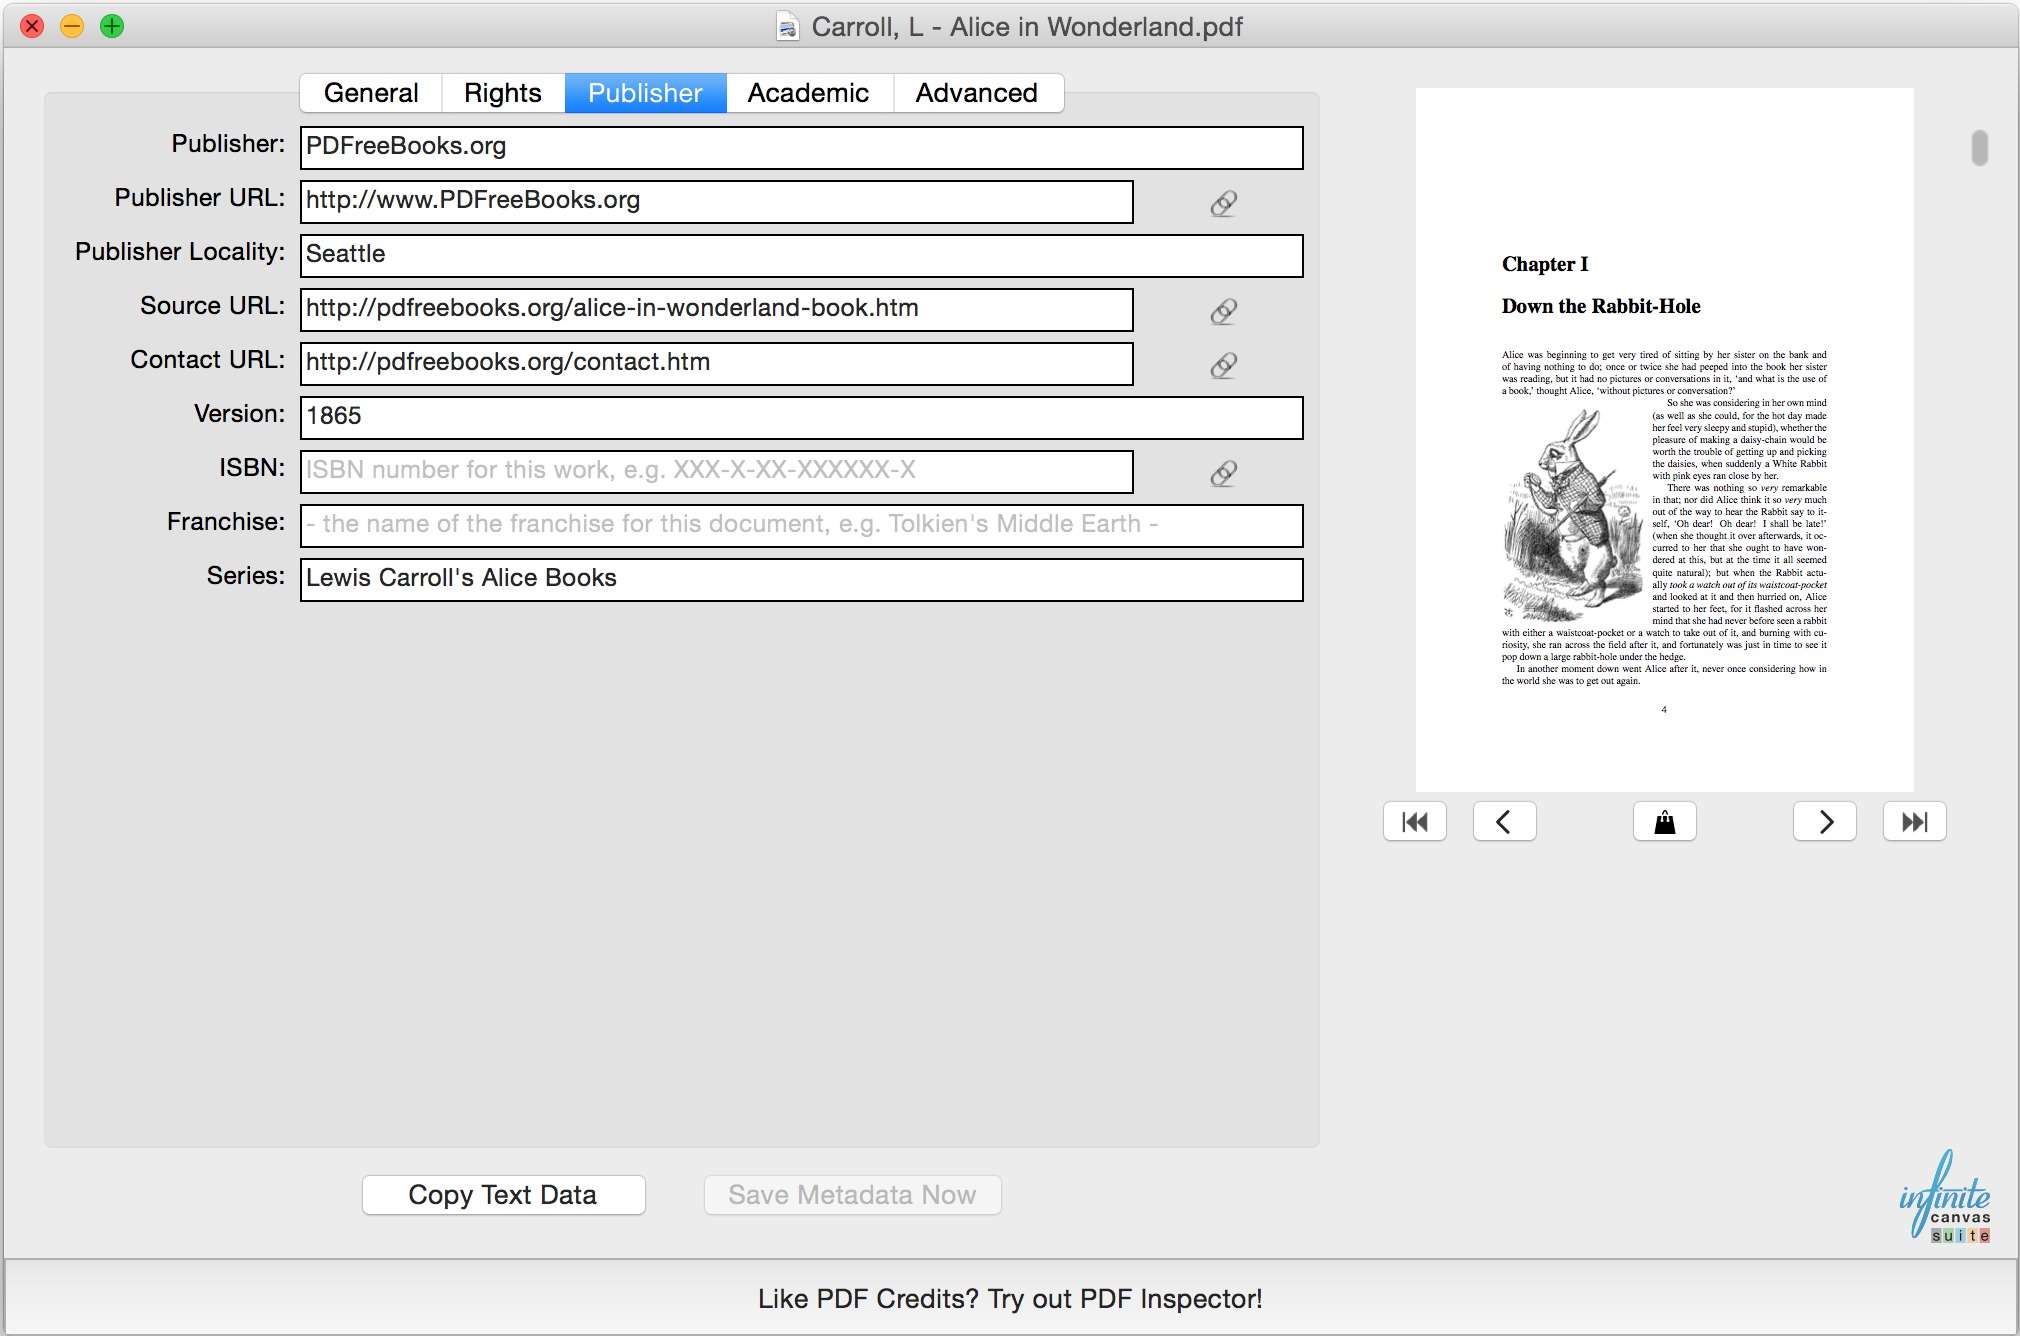 Carroll, L - Alice in Wonderland.pdf
General Rights Publisher Academic Advanced
Publisher: PDFreeBooks.org
Publisher URL: http://www.PDFreeBooks.org
Publisher Locality: Seattle
Source URL: http://pdfreebooks.org/alice-in-wonderland-book.htm
Contact URL: http://pdfreebooks.org/contact.htm
Version: 1865
ISBN: ISBN number for this work, e.g. XXX-X-XX-XXXXXX-X
Franchise: - the name of the franchise for this document, e.g. Tolkien's Middle Earth -
Series: Lewis Carroll's Alice Books
Copy Text Data Save Metadata Now
Chapter I
Down the Rabbit-Hole
Alice was beginning to get very tired of sitting by her sister on the bank and
of having nothing to do; once or twice she had peeped into the book her sister
was reading, but it had no pictures or conversations in it, 'and what is the use of
a book,' thought Alice, 'without pictures or conversation?'
So she was considering in her own mind
(as well as she could, for the hot day made
her feel very sleepy and stupid), whether the
pleasure of making a daisy-chain would be
worth the trouble of getting up and picking
the daisies, when suddenly a White Rabbit
with pink eyes ran close by her.
There was nothing so very remarkable
in that; nor did Alice think it so very much
out of the way to hear the Rabbit say to it-
self, 'Oh dear! Oh dear! I shall be late!'
(when she thought it over afterwards, it oc-
curred to her that she ought to have won-
dered at this, but at the time it all seemed
quite natural); but when the Rabbit actu-
ally took a watch out of its waistcoat-pocket
and looked at it and then hurried on, Alice
started to her feet, for it flashed across her
mind that she had never before seen a rabbit
with either a waistcoat-pocket or a watch to take out of it, and burning with cu-
riosity, she ran across the field after it, and fortunately was just in time to see it
pop down a large rabbit-hole under the hedge.
In another moment down went Alice after it, never once considering how in
the world she was to get out again.
4
infinite
canvas
suite
Like PDF Credits? Try out PDF Inspector!